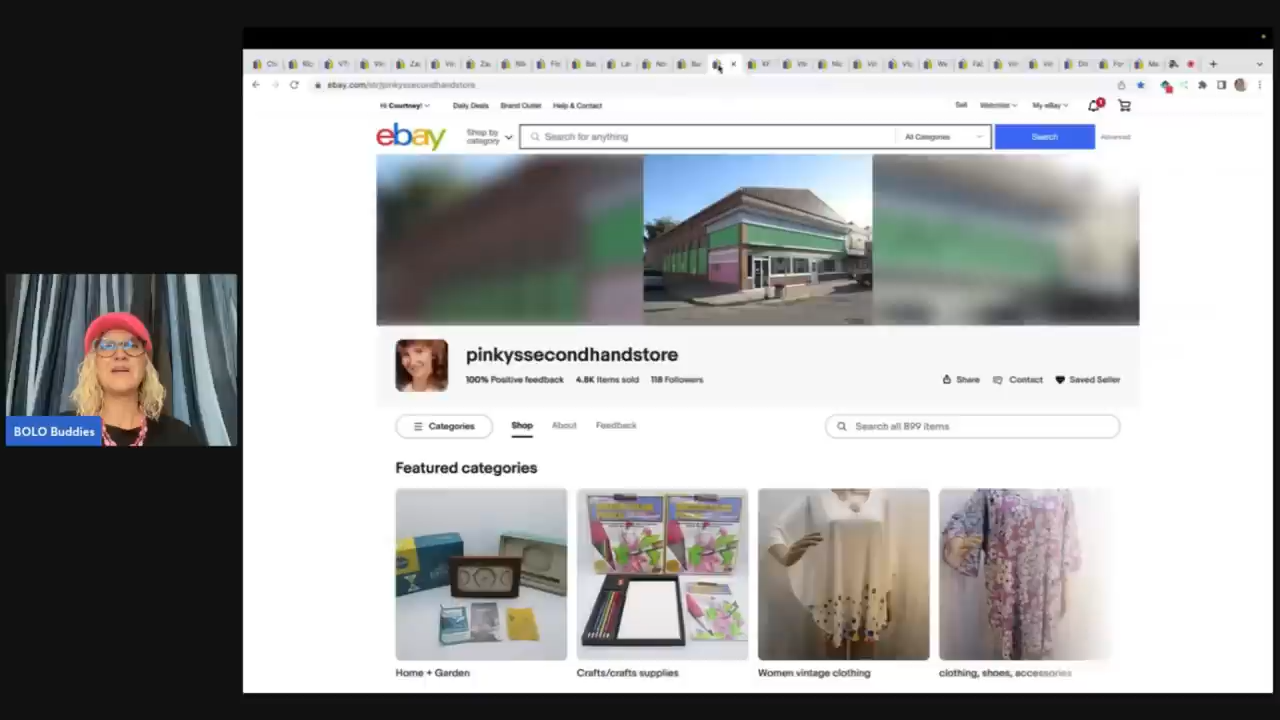 ebay.com/str/pinkyssecondhandstore
Hi Courtney!
Daily Deals
Brand Outlet
Help & Contact
Sell
Watchlist
My eBay
1
ebay
Shop by
category
Search for anything
All Categories
Search
Advanced
pinkyssecondhandstore
100% Positive feedback
4.8K Items sold
118 Followers
Share
Contact
Saved Seller
BOLO Buddies
Categories
Shop
About
Feedback
Search all 899 items
Featured categories
Home + Garden
Crafts/crafts supplies
Women vintage clothing
clothing, shoes, accessories